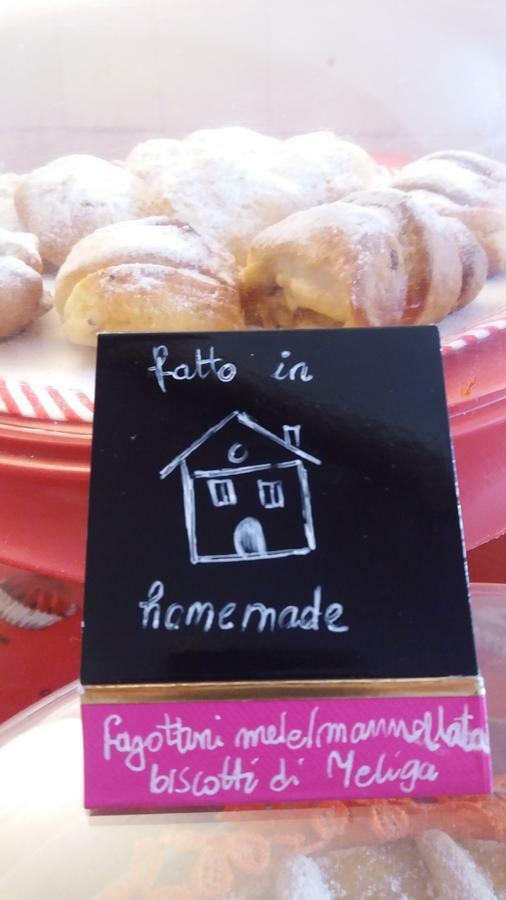 fatto in
homemade
fagottini mele/marmellata
biscotti di Meliga